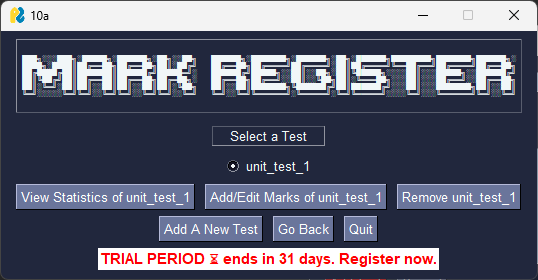 10a
MARK REGISTER
Select a Test
unit_test_1
View Statistics of unit_test_1 Add/Edit Marks of unit_test_1 Remove unit_test_1
Add A New Test Go Back Quit
TRIAL PERIOD ⏳ ends in 31 days. Register now.